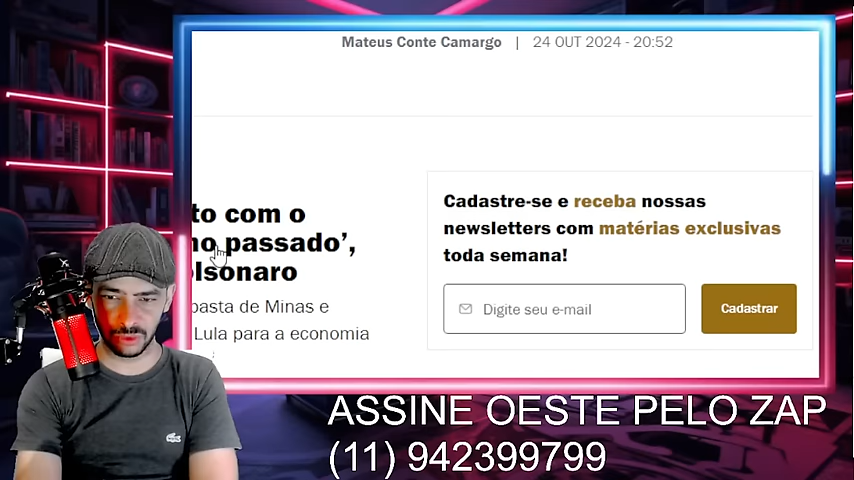 Mateus Conte Camargo | 24 OUT 2024 - 20:52
to com o
no passado’,
olsonaro
pasta de Minas e
Lula para a economia
Cadastre-se e receba nossas
newsletters com matérias exclusivas
toda semana!
Digite seu e-mail
Cadastrar
ASSINE OESTE PELO ZAP
(11) 942399799